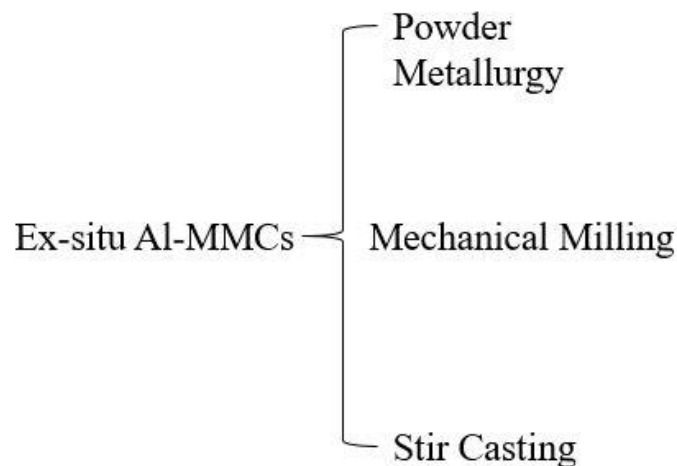 Powder
Metallurgy
Ex-situ Al-MMCs
Mechanical Milling
Stir Casting